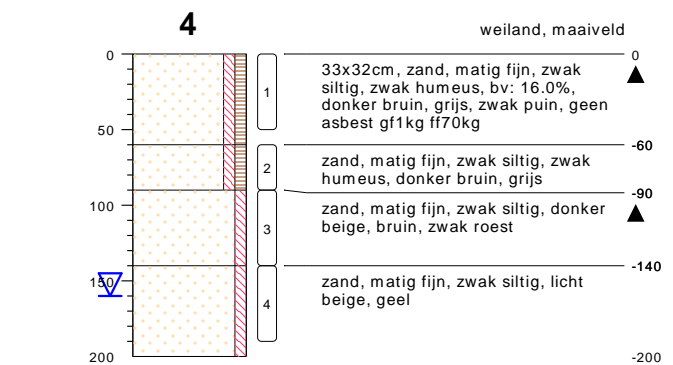 4
weiland, maaiveld
0
0
33x32cm, zand, matig fijn, zwak
siltig, zwak humeus, bv: 16.0%,
donker bruin, grijs, zwak puin, geen
asbest gf1kg ff70kg
1
50
-60
zand, matig fijn, zwak siltig, zwak
humeus, donker bruin, grijs
2
-90
100
zand, matig fijn, zwak siltig, donker
beige, bruin, zwak roest
3
-140
150
zand, matig fijn, zwak siltig, licht
beige, geel
4
200
-200